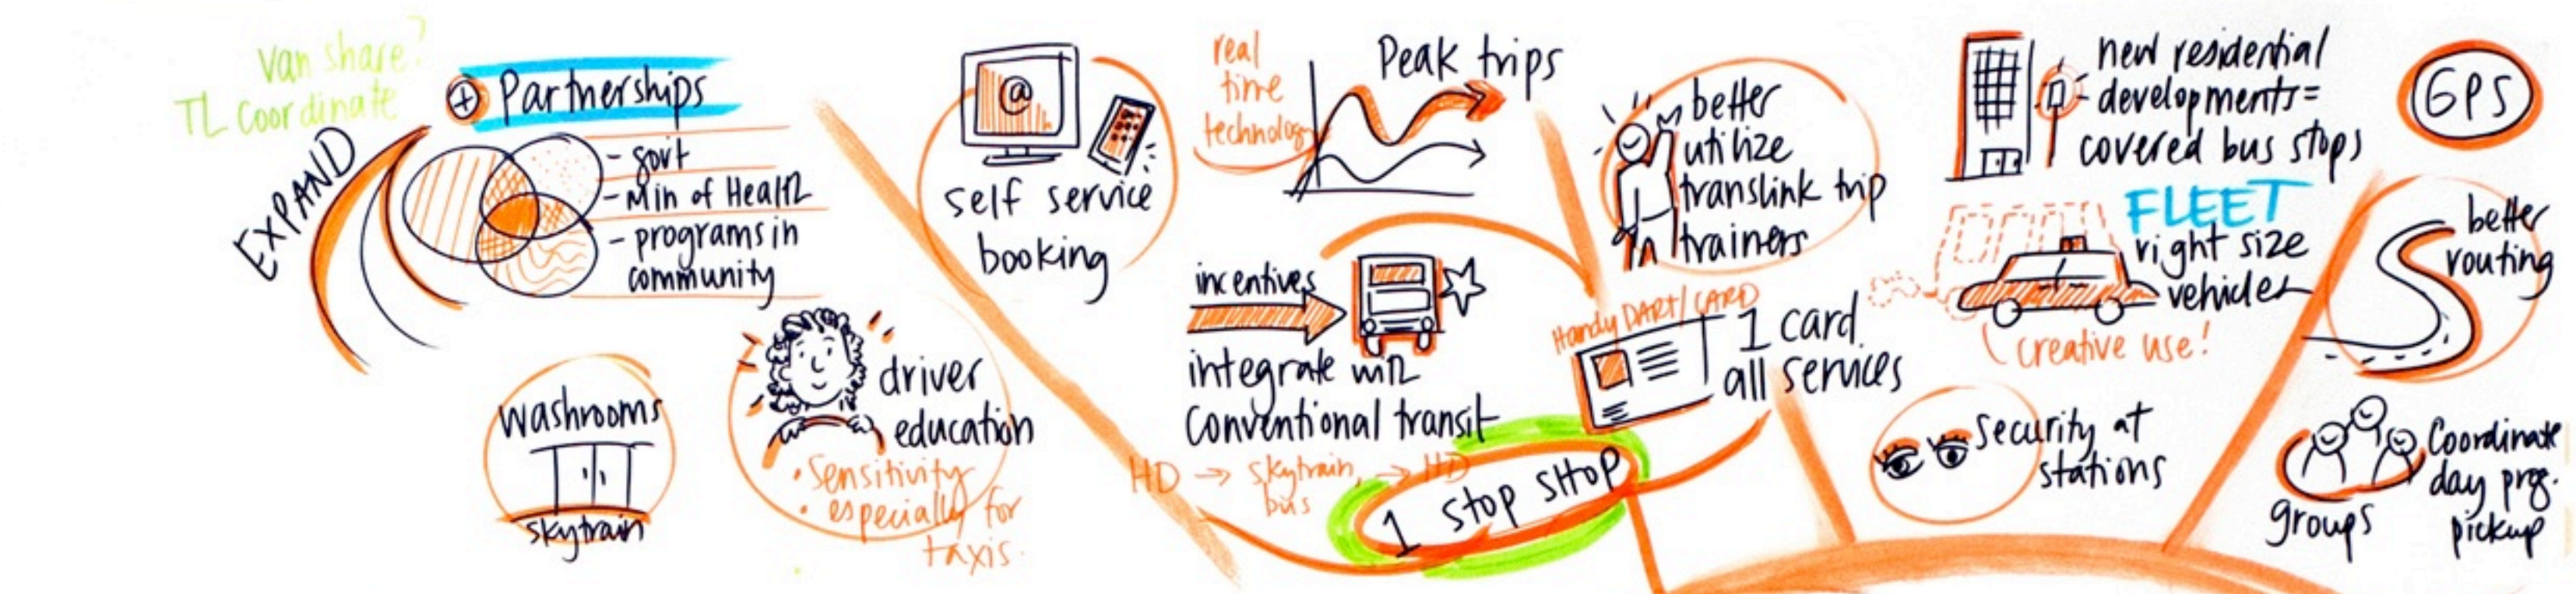 van share?
TL Coordinate
EXPAND
+ Partnerships
- govt
- Min of Health
- programs in
community
washrooms
skytrain
driver
education
• Sensitivity
• especially for
taxis.
@
self service
booking
real
time
technology
Peak trips
incentives
integrate with
Conventional transit
HD → skytrain, → HD
bus
1 stop shop
better
utilize
translink trip
trainers
HandyDART/CARD
1 card
all services
new residential
developments =
covered bus stops
FLEET
right size
vehicles
creative use!
Security at
stations
GPS
better
routing
groups
Coordinate
day prg.
pickup